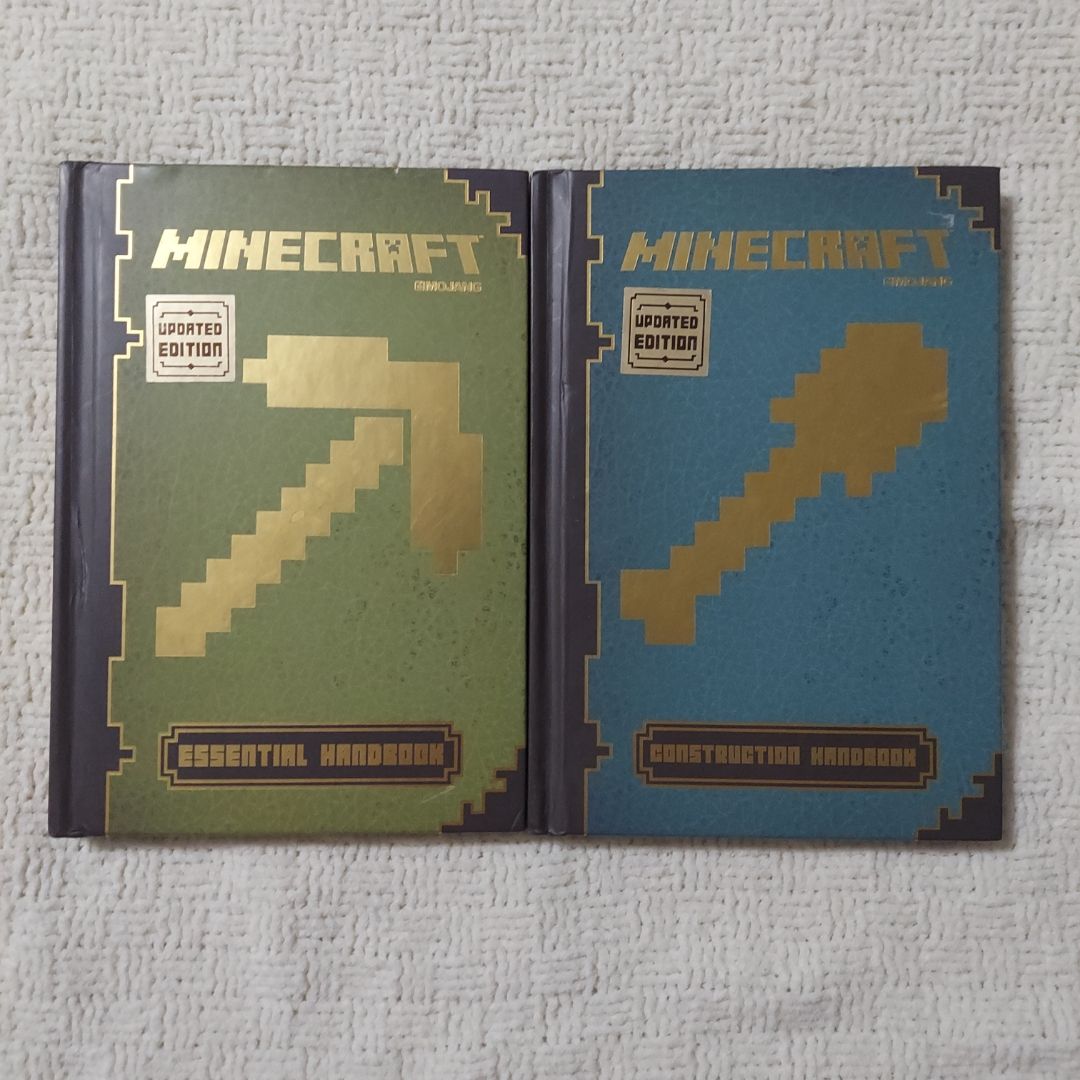 MINECRAFT
MOJANG
UPDATED
EDITION
ESSENTIAL HANDBOOK
MINECRAFT
MOJANG
UPDATED
EDITION
CONSTRUCTION HANDBOOK